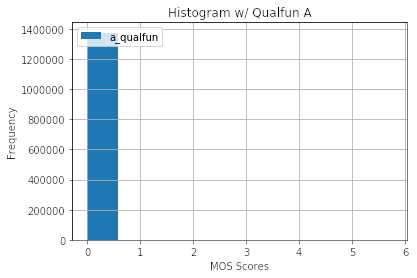 Histogram w/ Qualfun A
a_qualfun
1400000
1200000
1000000
800000
600000
400000
200000
0
Frequency
0 1 2 3 4 5 6
MOS Scores